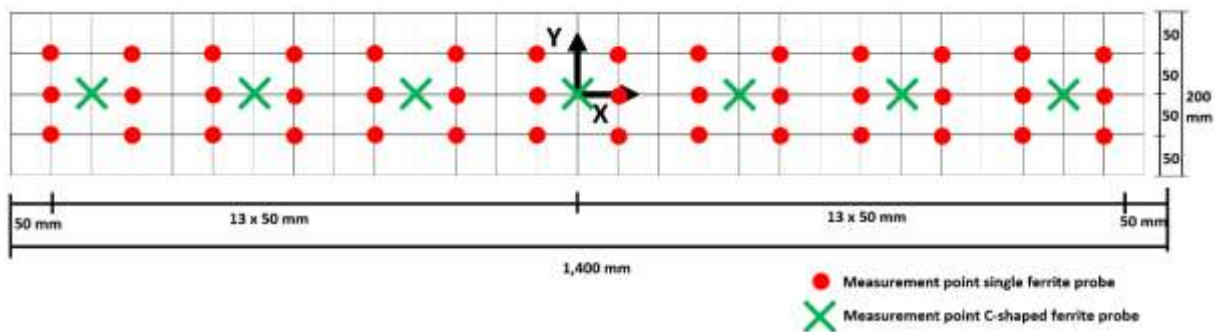 Y
X
50
50
50
50
200
mm
50 mm
13 x 50 mm
13 x 50 mm
50 mm
1,400 mm
Measurement point single ferrite probe
Measurement point C-shaped ferrite probe